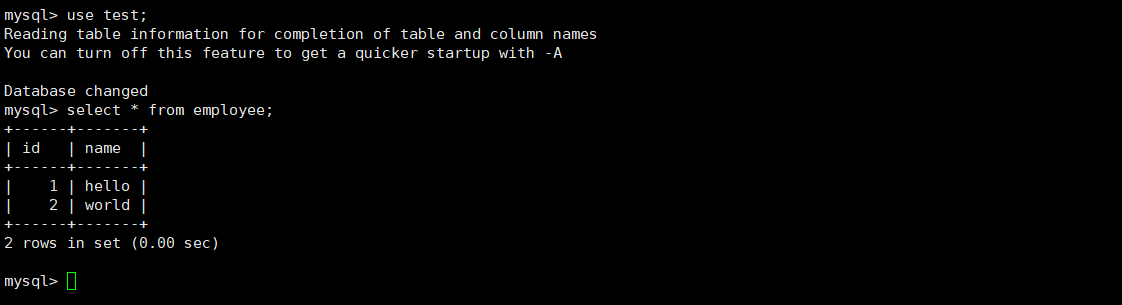 mysql> use test;
Reading table information for completion of table and column names
You can turn off this feature to get a quicker startup with -A

Database changed
mysql> select * from employee;
+------+-------+
| id   | name  |
+------+-------+
|    1 | hello |
|    2 | world |
+------+-------+
2 rows in set (0.00 sec)

mysql>